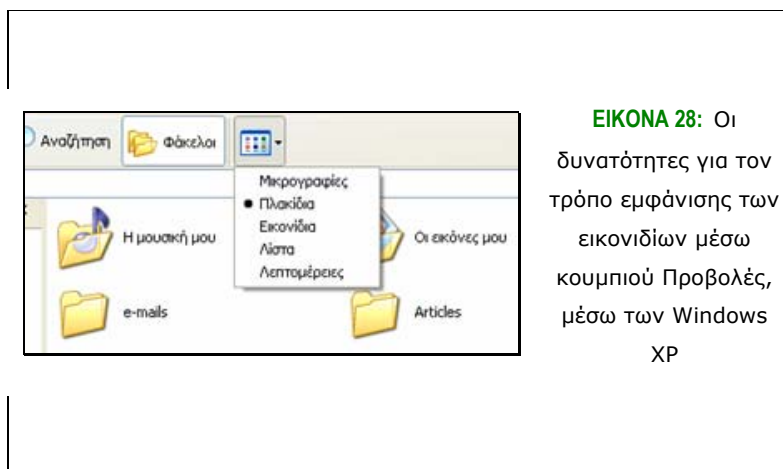 Αναζήτηση Φάκελοι
Μικρογραφίες
Πλακίδια
Εικονίδια
Λίστα
Λεπτομέρειες
Η μουσική μου Οι εικόνες μου
e-mails Articles
ΕΙΚΟΝΑ 28: Οι
δυνατότητες για τον
τρόπο εμφάνισης των
εικονιδίων μέσω
κουμπιού Προβολές,
μέσω των Windows
XP